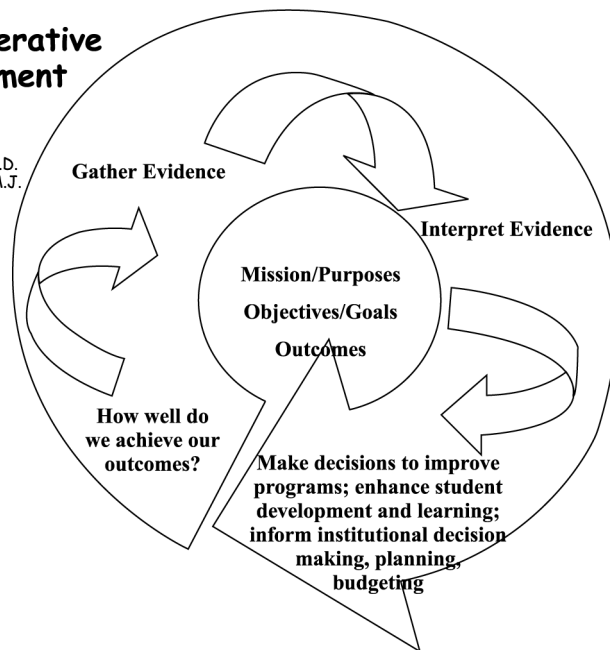 erative
ment
.D.
A.J.
Gather Evidence
Interpret Evidence
Mission/Purposes
Objectives/Goals
Outcomes
How well do
we achieve our
outcomes?
Make decisions to improve
programs; enhance student
development and learning;
inform institutional decision
making, planning,
budgeting